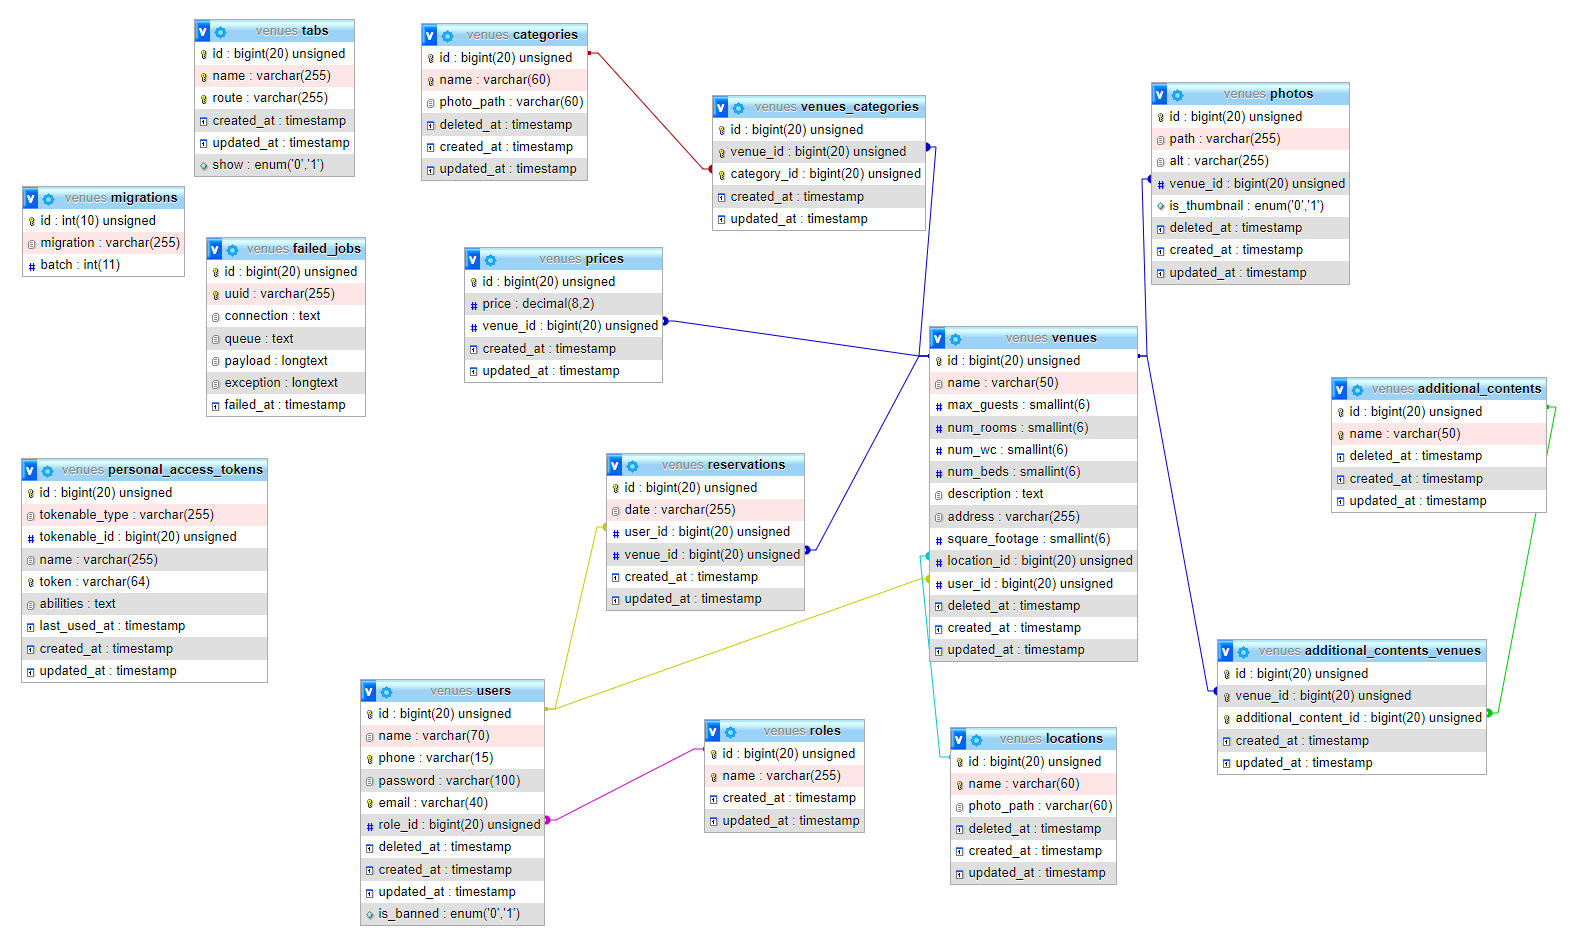 venues tabs
id : bigint(20) unsigned
name : varchar(255)
route : varchar(255)
created_at : timestamp
updated_at : timestamp
show : enum('0','1')
venues categories
id : bigint(20) unsigned
name : varchar(60)
photo_path : varchar(60)
deleted_at : timestamp
created_at : timestamp
updated_at : timestamp
venues venues_categories
id : bigint(20) unsigned
venue_id : bigint(20) unsigned
category_id : bigint(20) unsigned
created_at : timestamp
updated_at : timestamp
venues photos
id : bigint(20) unsigned
path : varchar(255)
alt : varchar(255)
venue_id : bigint(20) unsigned
is_thumbnail : enum('0','1')
deleted_at : timestamp
created_at : timestamp
updated_at : timestamp
venues migrations
id : int(10) unsigned
migration : varchar(255)
batch : int(11)
venues failed_jobs
id : bigint(20) unsigned
uuid : varchar(255)
connection : text
queue : text
payload : longtext
exception : longtext
failed_at : timestamp
venues prices
id : bigint(20) unsigned
price : decimal(8,2)
venue_id : bigint(20) unsigned
created_at : timestamp
updated_at : timestamp
venues venues
id : bigint(20) unsigned
name : varchar(50)
max_guests : smallint(6)
num_rooms : smallint(6)
num_wc : smallint(6)
num_beds : smallint(6)
description : text
address : varchar(255)
square_footage : smallint(6)
location_id : bigint(20) unsigned
user_id : bigint(20) unsigned
deleted_at : timestamp
created_at : timestamp
updated_at : timestamp
venues additional_contents
id : bigint(20) unsigned
name : varchar(50)
deleted_at : timestamp
created_at : timestamp
updated_at : timestamp
venues personal_access_tokens
id : bigint(20) unsigned
tokenable_type : varchar(255)
tokenable_id : bigint(20) unsigned
name : varchar(255)
token : varchar(64)
abilities : text
last_used_at : timestamp
created_at : timestamp
updated_at : timestamp
venues reservations
id : bigint(20) unsigned
date : varchar(255)
user_id : bigint(20) unsigned
venue_id : bigint(20) unsigned
created_at : timestamp
updated_at : timestamp
venues users
id : bigint(20) unsigned
name : varchar(70)
phone : varchar(15)
password : varchar(100)
email : varchar(40)
role_id : bigint(20) unsigned
deleted_at : timestamp
created_at : timestamp
updated_at : timestamp
is_banned : enum('0','1')
venues roles
id : bigint(20) unsigned
name : varchar(255)
created_at : timestamp
updated_at : timestamp
venues locations
id : bigint(20) unsigned
name : varchar(60)
photo_path : varchar(60)
deleted_at : timestamp
created_at : timestamp
updated_at : timestamp
venues additional_contents_venues
id : bigint(20) unsigned
venue_id : bigint(20) unsigned
additional_content_id : bigint(20) unsigned
created_at : timestamp
updated_at : timestamp